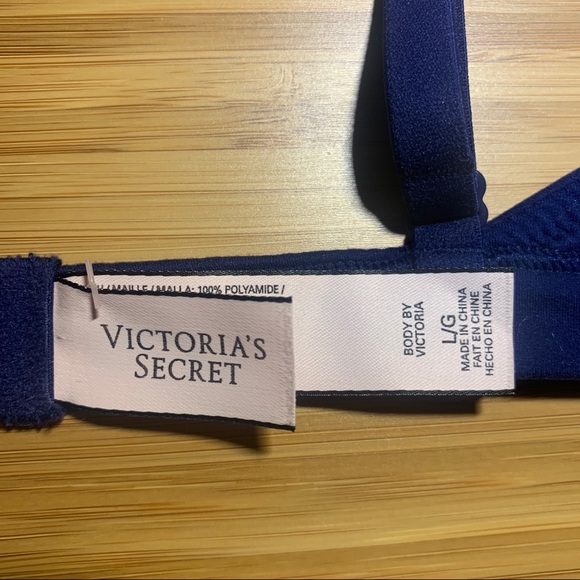 / MAILLE / MALLA: 100% POLYAMIDE /
VICTORIA'S
SECRET
BODY BY
VICTORIA
L/G
MADE IN CHINA
FAIT EN CHINE
HECHO EN CHINA